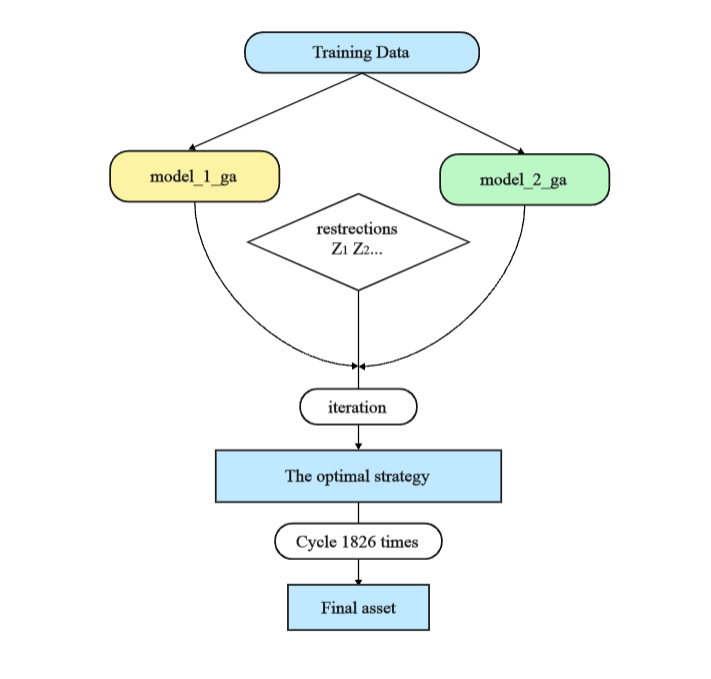 Training Data
model_1_ga
model_2_ga
restrections
Z1 Z2...
iteration
The optimal strategy
Cycle 1826 times
Final asset